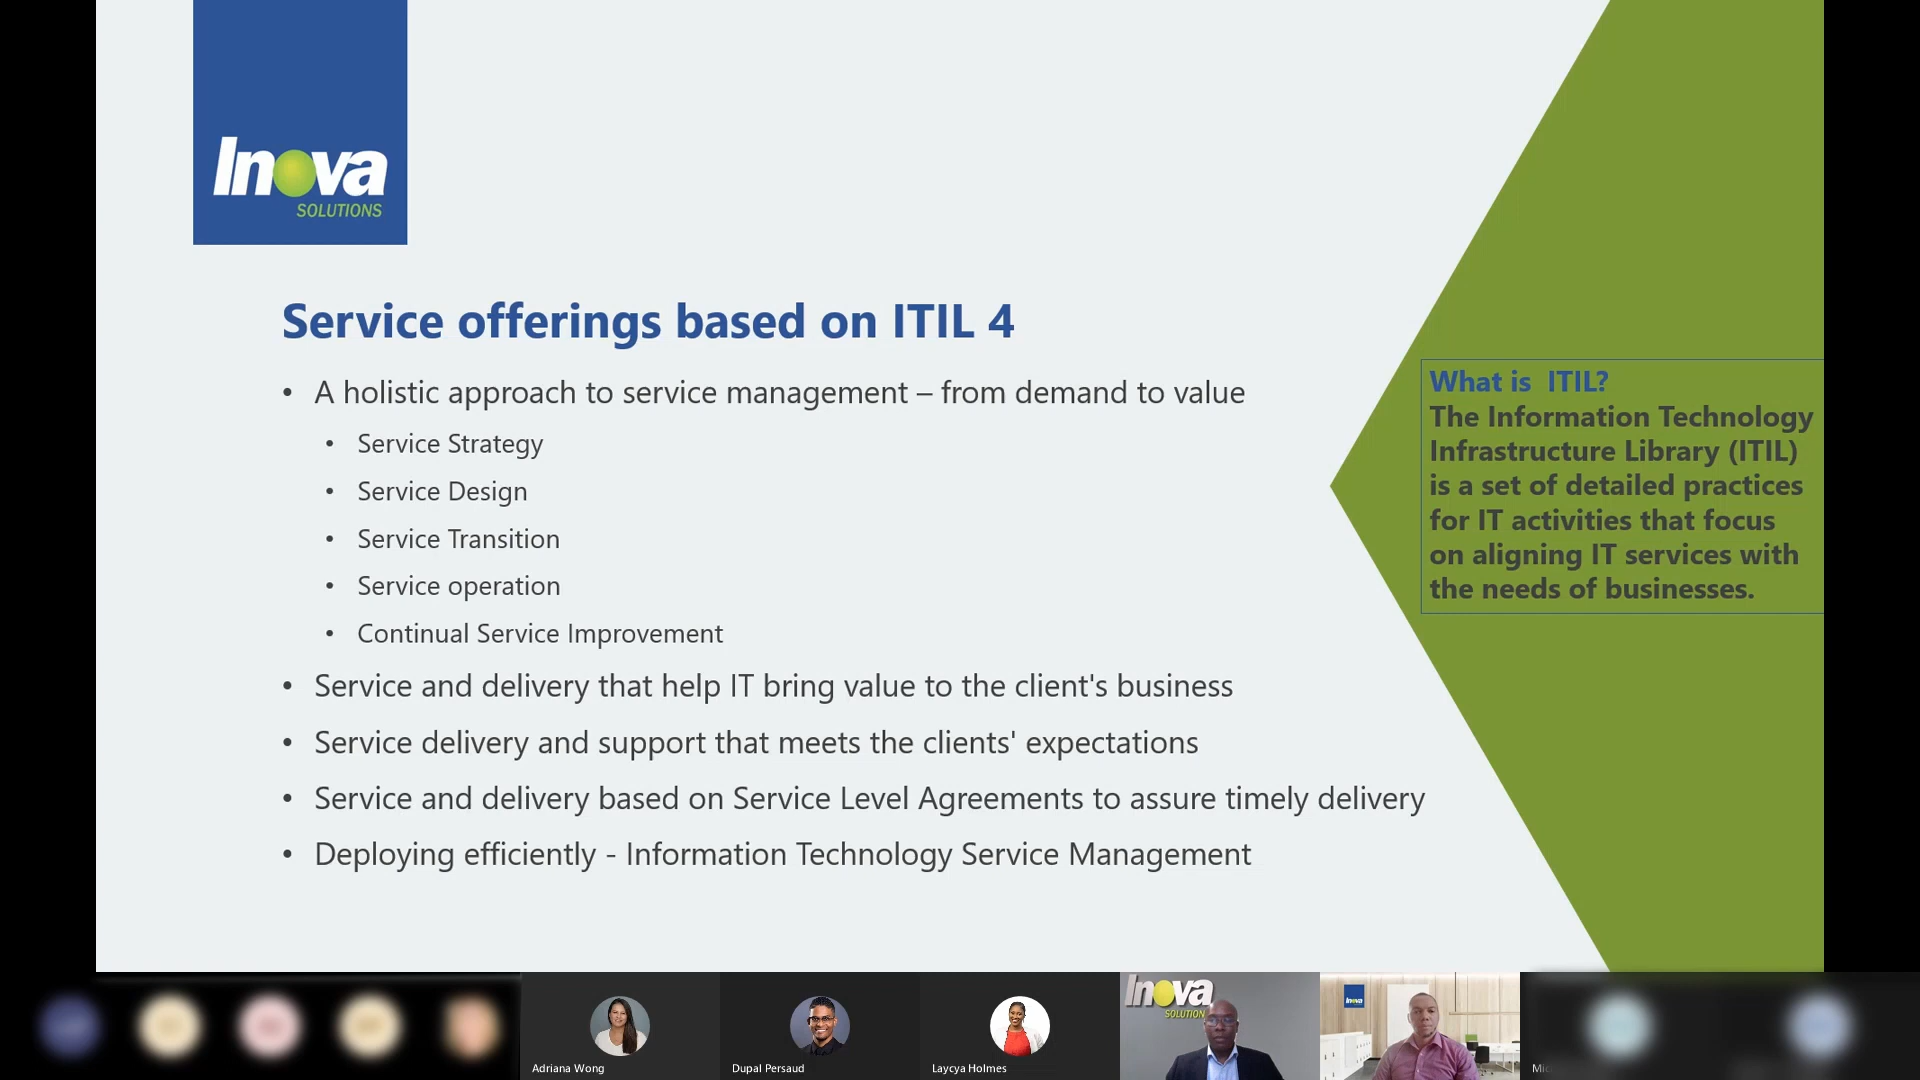 Inova
SOLUTIONS
Service offerings based on ITIL 4
• A holistic approach to service management – from demand to value
• Service Strategy
• Service Design
• Service Transition
• Service operation
• Continual Service Improvement
• Service and delivery that help IT bring value to the client's business
• Service delivery and support that meets the clients' expectations
• Service and delivery based on Service Level Agreements to assure timely delivery
• Deploying efficiently - Information Technology Service Management
What is  ITIL?
The Information Technology
Infrastructure Library (ITIL)
is a set of detailed practices
for IT activities that focus
on aligning IT services with
the needs of businesses.
Adriana Wong
Dupal Persaud
Laycya Holmes
Inova
SOLUTION
Inova